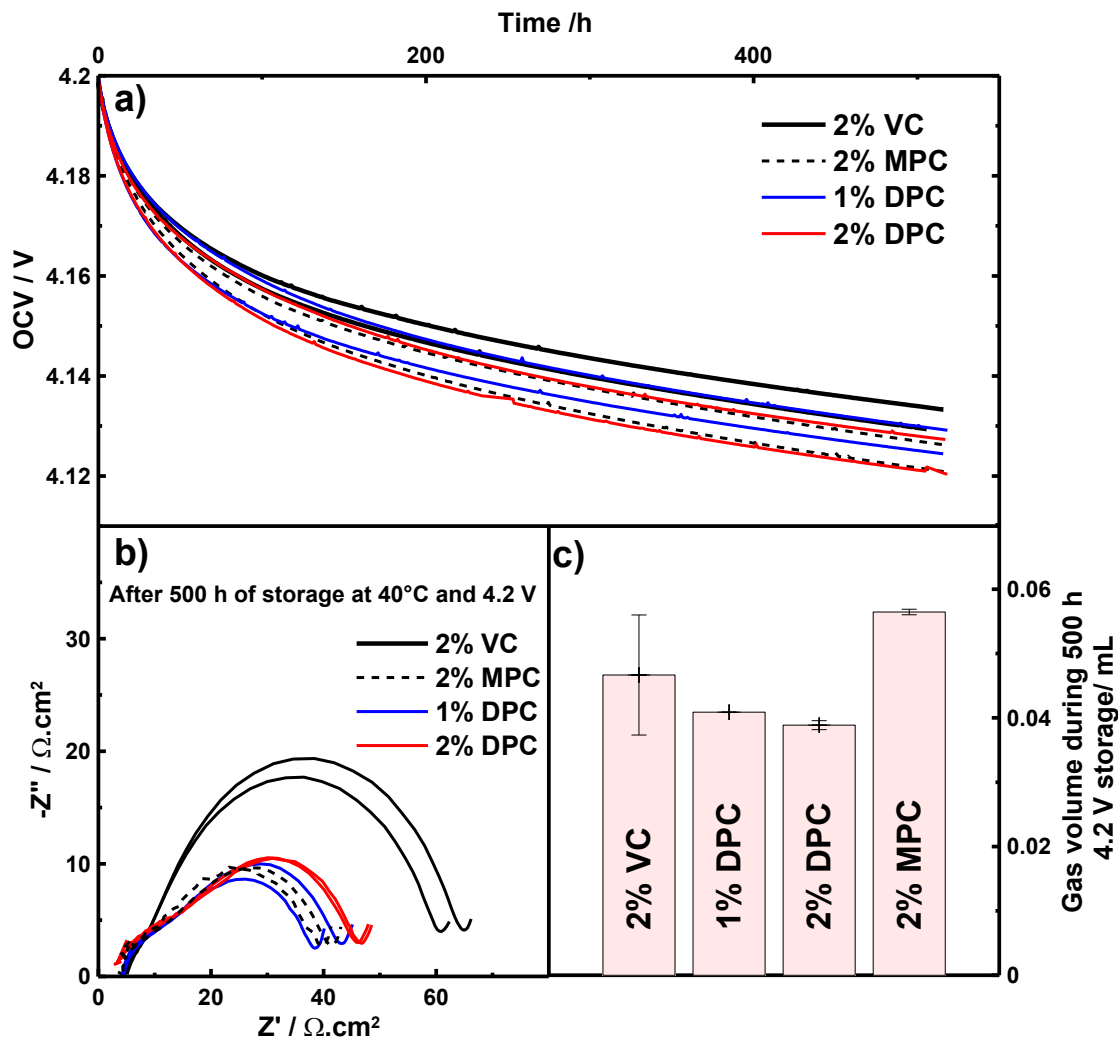 Time /h
0 200 400
a)
4.2
4.18
4.16
4.14
4.12
OCV / V
2% VC
2% MPC
1% DPC
2% DPC
b)
After 500 h of storage at 40°C and 4.2 V
2% VC
2% MPC
1% DPC
2% DPC
30
20
10
0
-Z'' / Ω.cm²
0 20 40 60
Z' / Ω.cm²
c)
2% VC
1% DPC
2% DPC
2% MPC
0.06
0.04
0.02
0
Gas volume during 500 h
4.2 V storage/ mL